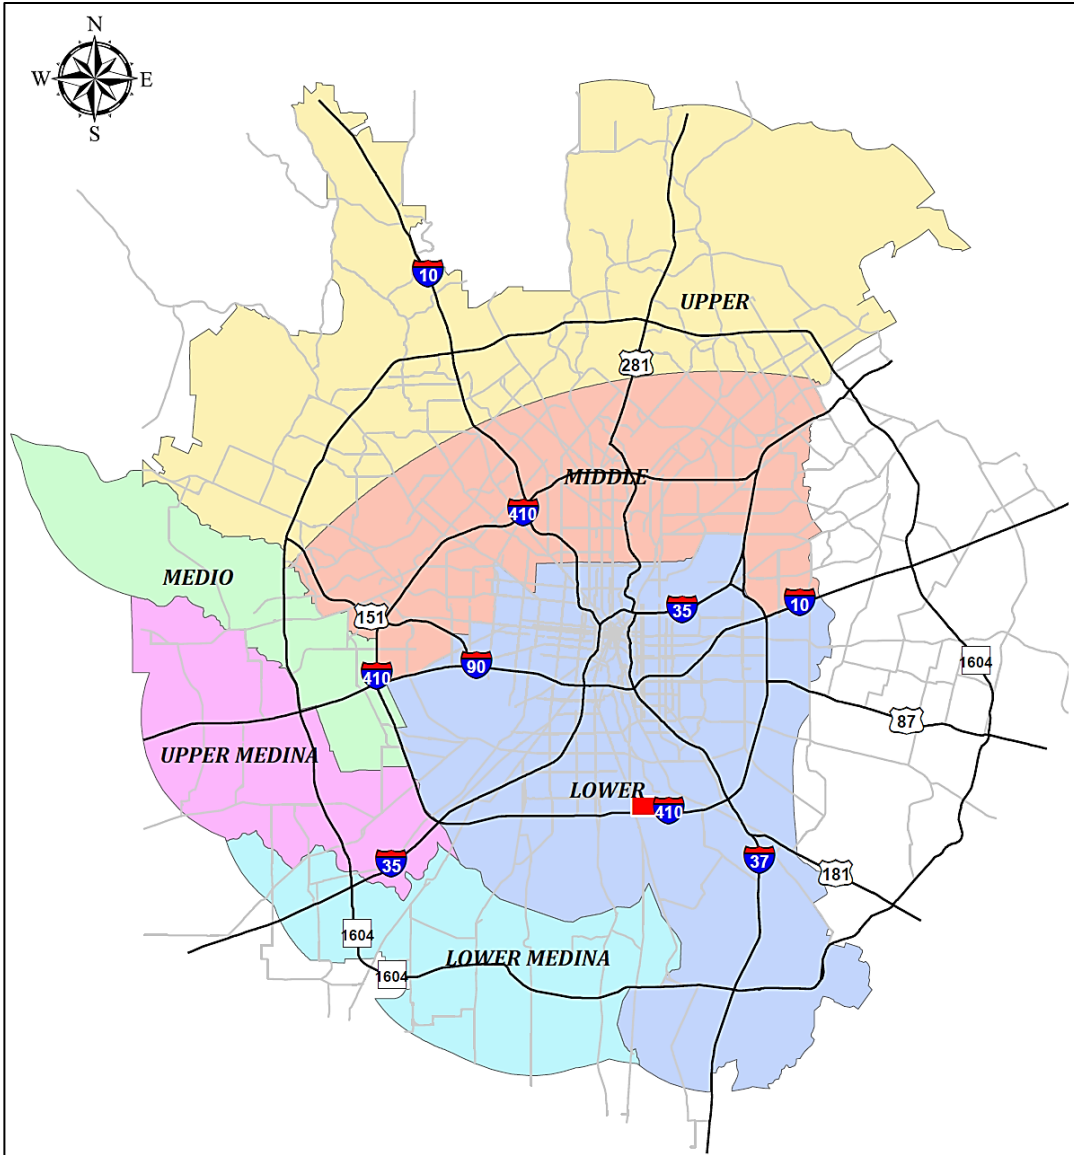 N
W E
S
10
UPPER
281
MIDDLE
410
MEDIO
151
35
10
410
90
1604
87
UPPER MEDINA
LOWER
410
35
37
181
1604
LOWER MEDINA
1604